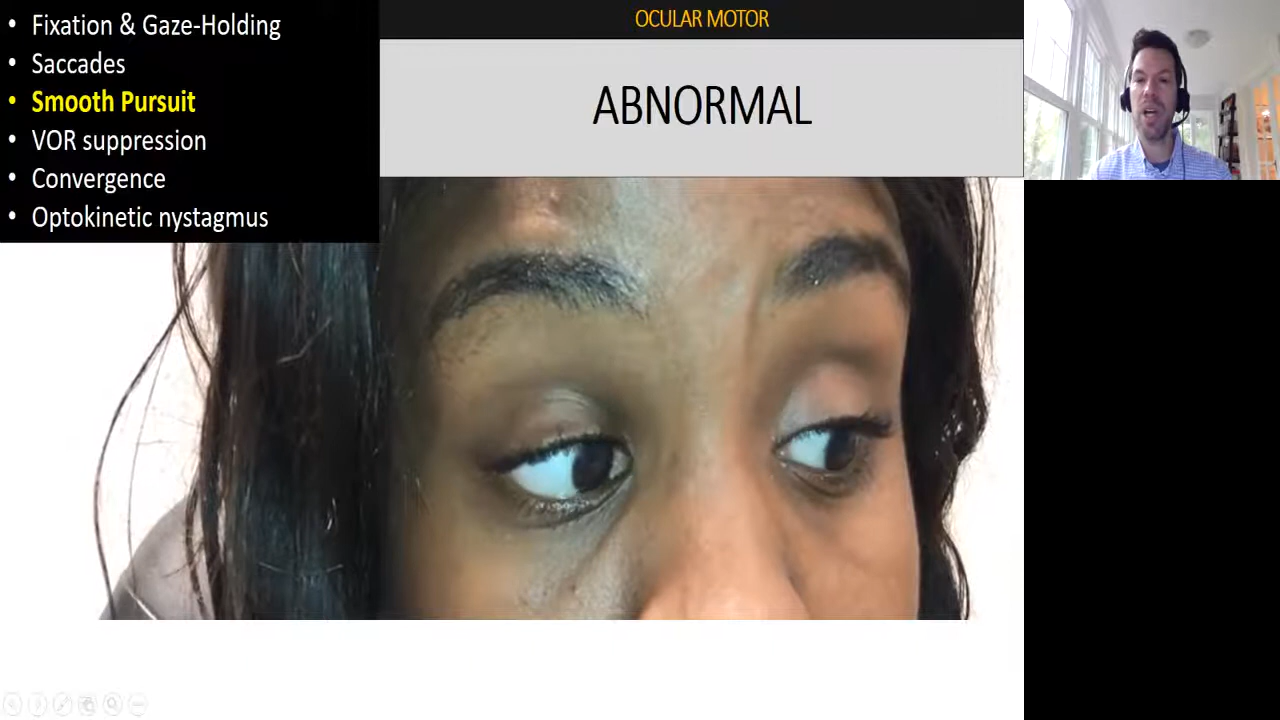 Fixation & Gaze-Holding
Saccades
Smooth Pursuit
VOR suppression
Convergence
Optokinetic nystagmus
OCULAR MOTOR
ABNORMAL